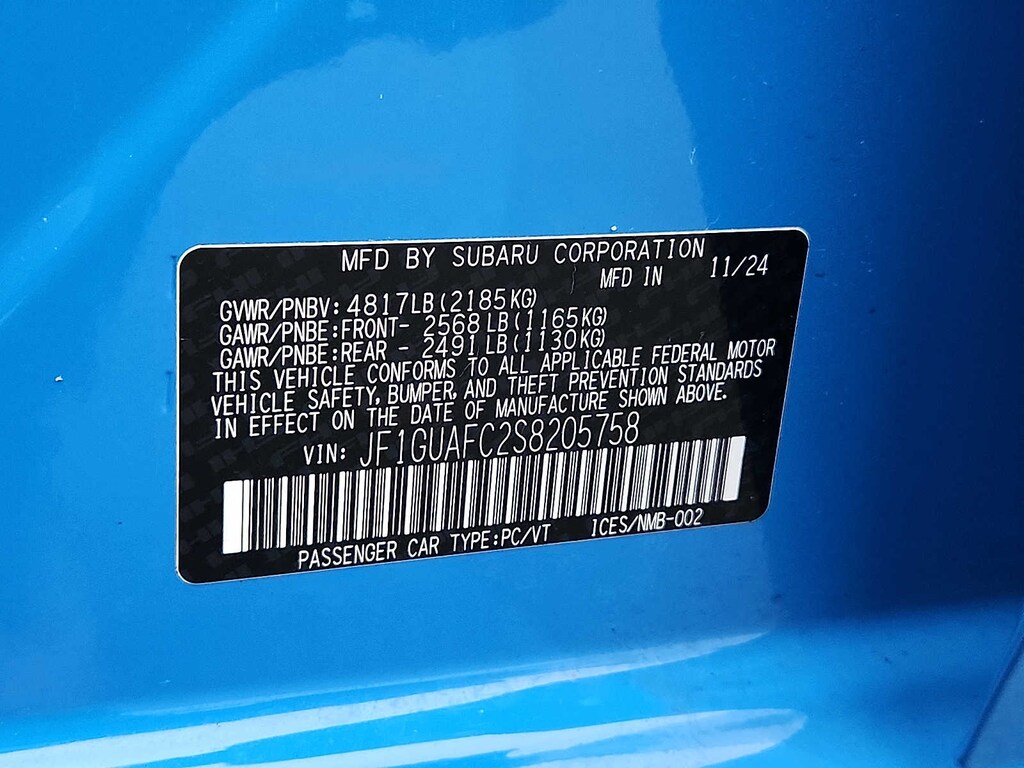 MFD BY SUBARU CORPORATION
MFD IN 11/24
GVWR/PNBV: 4817LB(2185KG)
GAWR/PNBE:FRONT- 2568LB(1165KG)
GAWR/PNBE:REAR - 2491LB(1130KG)
THIS VEHICLE CONFORMS TO ALL APPLICABLE FEDERAL MOTOR
VEHICLE SAFETY, BUMPER, AND THEFT PREVENTION STANDARDS
IN EFFECT ON THE DATE OF MANUFACTURE SHOWN ABOVE.
VIN: JF1GUAFC2S8205758
PASSENGER CAR TYPE:PC/VT ICES/NMB-002